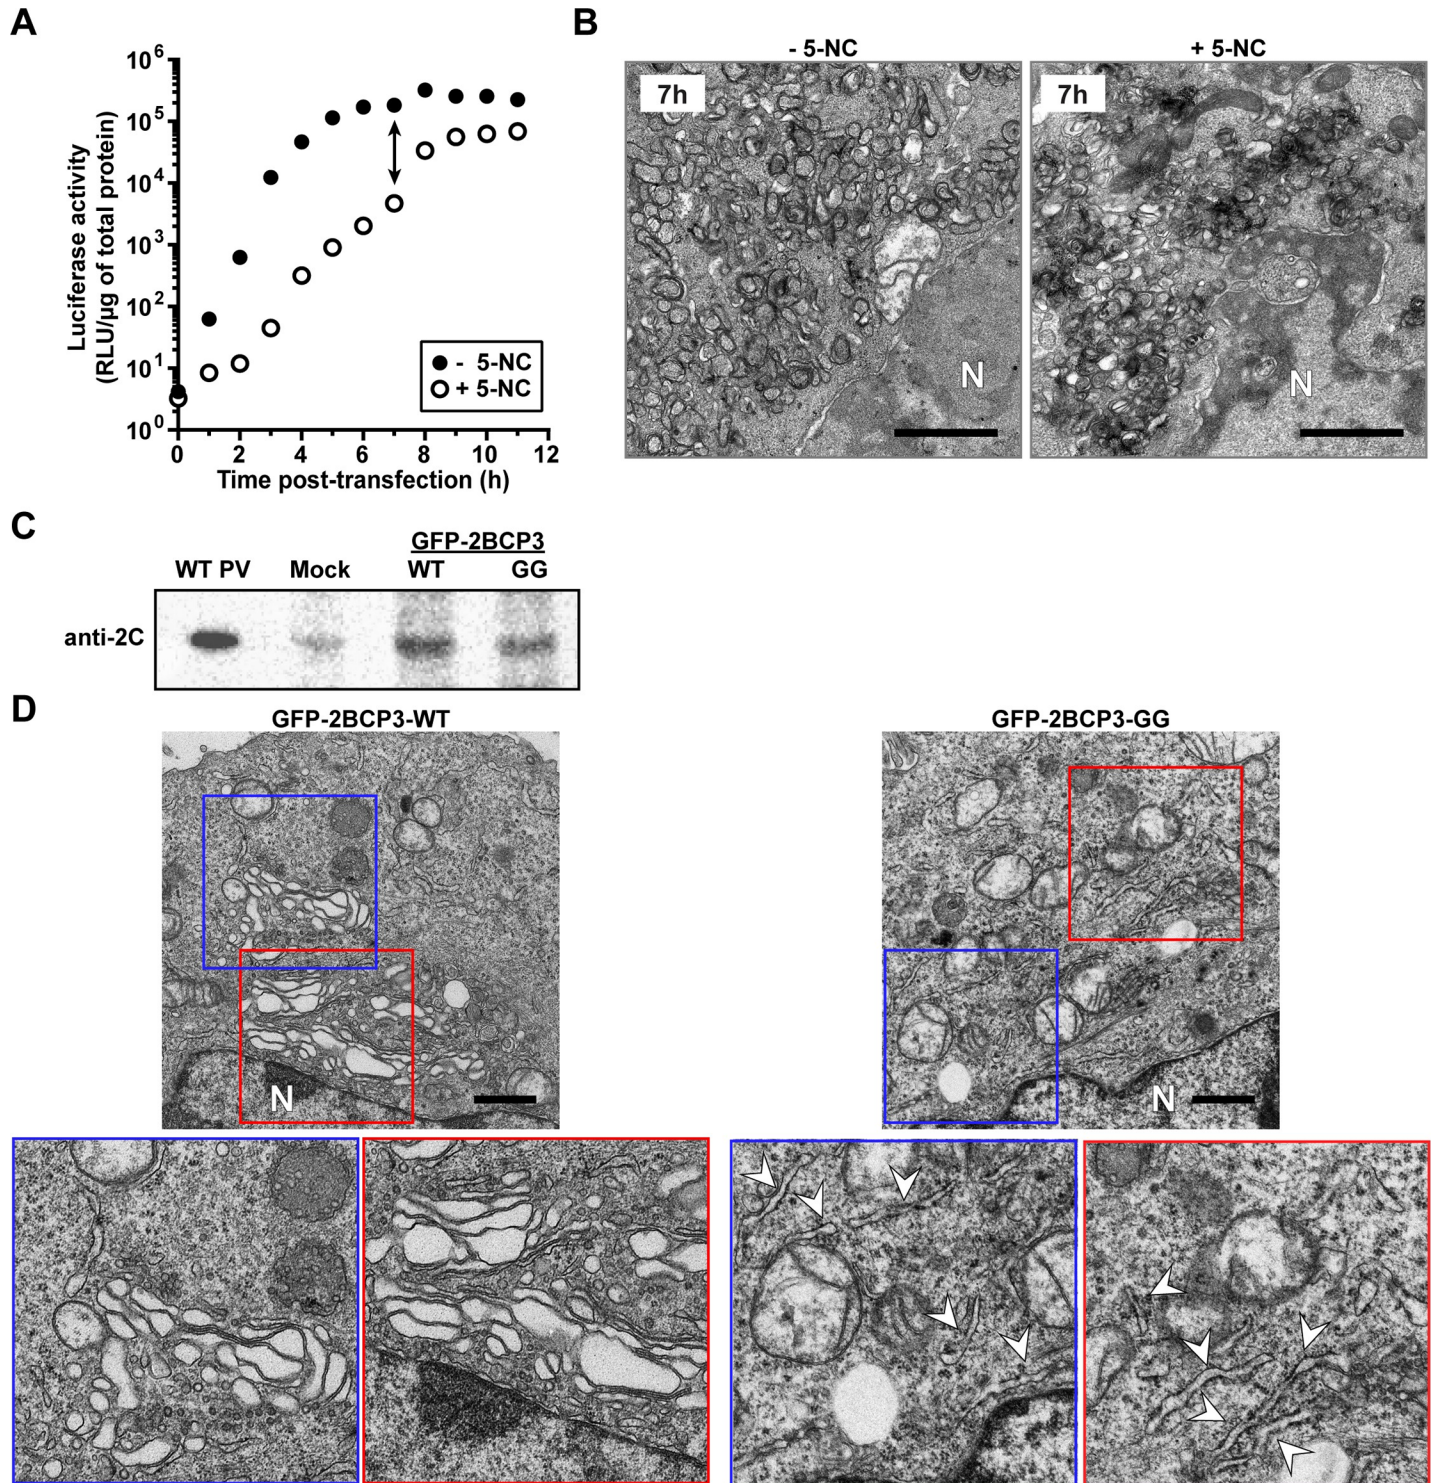 A
10^6
10^5
10^4
10^3
10^2
10^1
10^0
Luciferase activity
(RLU/µg of total protein)
- 5-NC
+ 5-NC
0 2 4 6 8 10 12
Time post-transfection (h)
B
- 5-NC + 5-NC
7h 7h
N N
C
GFP-2BCP3
WT PV Mock WT GG
anti-2C
D
GFP-2BCP3-WT GFP-2BCP3-GG
N N